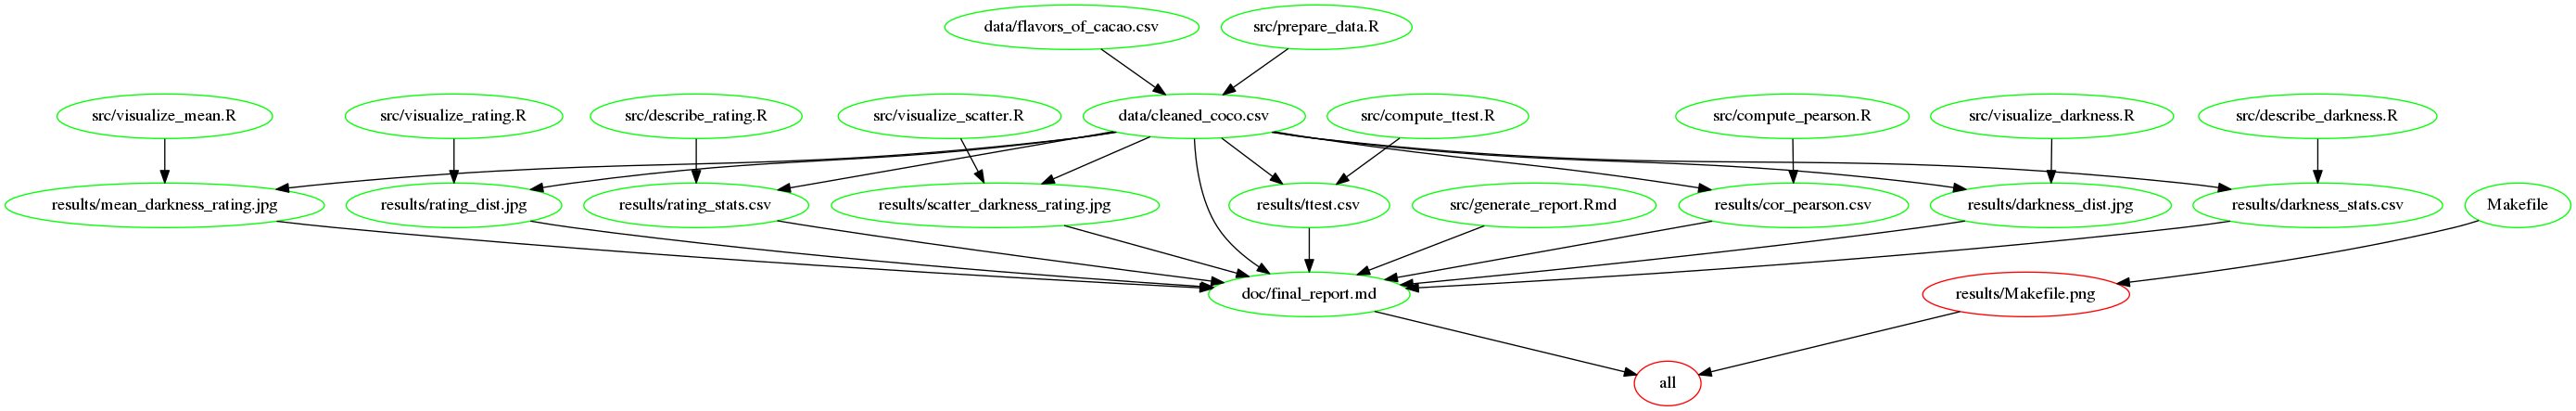 data/flavors_of_cacao.csv
src/prepare_data.R
src/visualize_mean.R
src/visualize_rating.R
src/describe_rating.R
src/visualize_scatter.R
data/cleaned_coco.csv
src/compute_ttest.R
src/compute_pearson.R
src/visualize_darkness.R
src/describe_darkness.R
results/mean_darkness_rating.jpg
results/rating_dist.jpg
results/rating_stats.csv
results/scatter_darkness_rating.jpg
results/ttest.csv
src/generate_report.Rmd
results/cor_pearson.csv
results/darkness_dist.jpg
results/darkness_stats.csv
Makefile
doc/final_report.md
results/Makefile.png
all